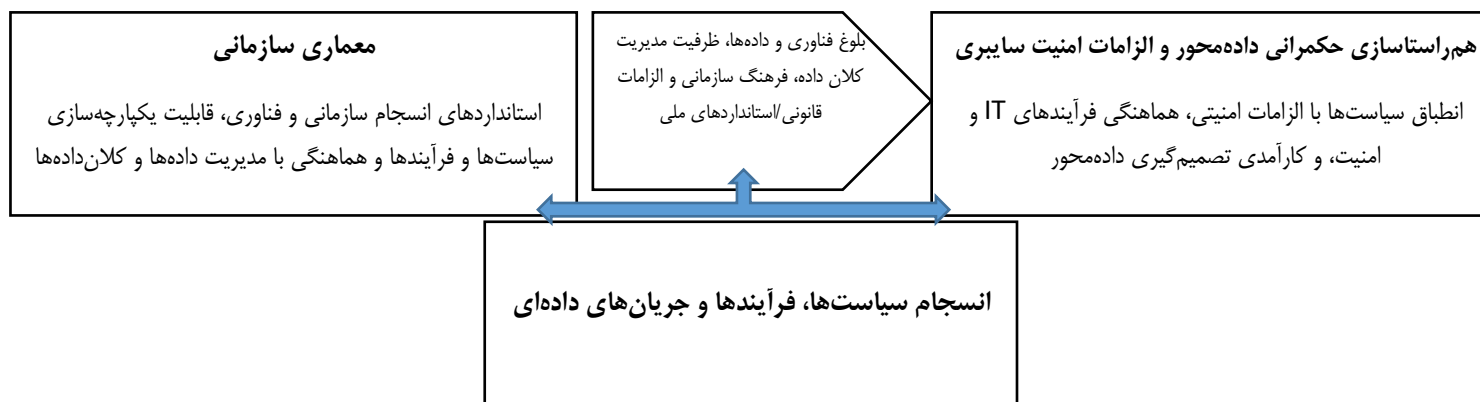 هم‌راستاسازی حکمرانی داده‌محور و الزامات امنیت سایبری
انطباق سیاست‌ها با الزامات امنیتی، هماهنگی فرآیندهای IT و
امنیت، و کارآمدی تصمیم‌گیری داده‌محور
بلوغ فناوری و داده‌ها، ظرفیت مدیریت
کلان داده، فرهنگ سازمانی و الزامات
قانونی/استانداردهای ملی
معماری سازمانی
استانداردهای انسجام سازمانی و فناوری، قابلیت یکپارچه‌سازی
سیاست‌ها و فرآیندها و هماهنگی با مدیریت داده‌ها و کلان‌داده‌ها
انسجام سیاست‌ها، فرآیندها و جریان‌های داده‌ای